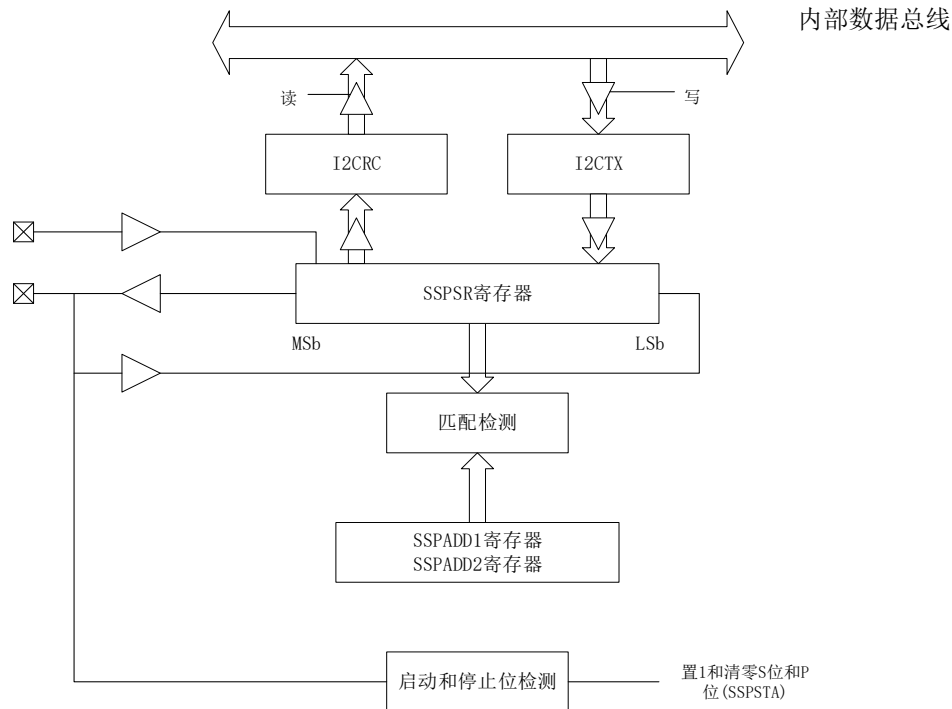 内部数据总线
读
写
I2CRC
I2CTX
SSPSR寄存器
MSb
LSb
匹配检测
SSPADD1寄存器
SSPADD2寄存器
启动和停止位检测
置1和清零S位和P
位(SSPSTA)